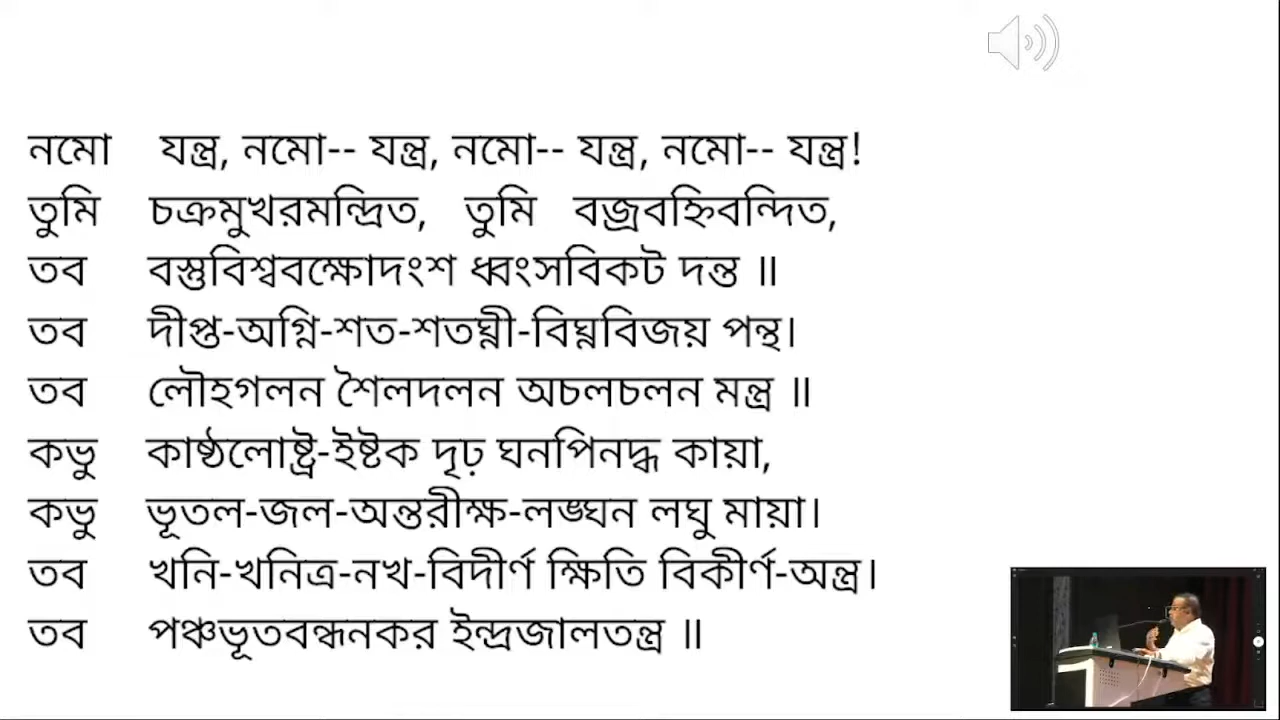 নমো যন্ত্র, নমো-- যন্ত্র, নমো-- যন্ত্র, নমো-- যন্ত্র!
তুমি চক্রমুখরমন্দ্রিত, তুমি বজ্রবহ্নিবন্দিত,
তব বস্তুবিশ্ববক্ষোদংশ ধ্বংসবিকট দন্ত ॥
তব দীপ্ত-অগ্নি-শত-শতঘ্নী-বিঘ্নবিজয় পন্থ।
তব লৌহগলন শৈলদলন অচলচলন মন্ত্র ॥
কভু কাষ্ঠলোষ্ট্র-ইষ্টক দৃঢ় ঘনপিনদ্ধ কায়া,
কভু ভূতল-জল-অন্তরীক্ষ-লঙ্ঘন লঘু মায়া।
তব খনি-খনিত্র-নখ-বিদীর্ণ ক্ষিতি বিকীর্ণ-অন্ত্র।
তব পঞ্চভূতবন্ধনকর ইন্দ্রজালতন্ত্র ॥